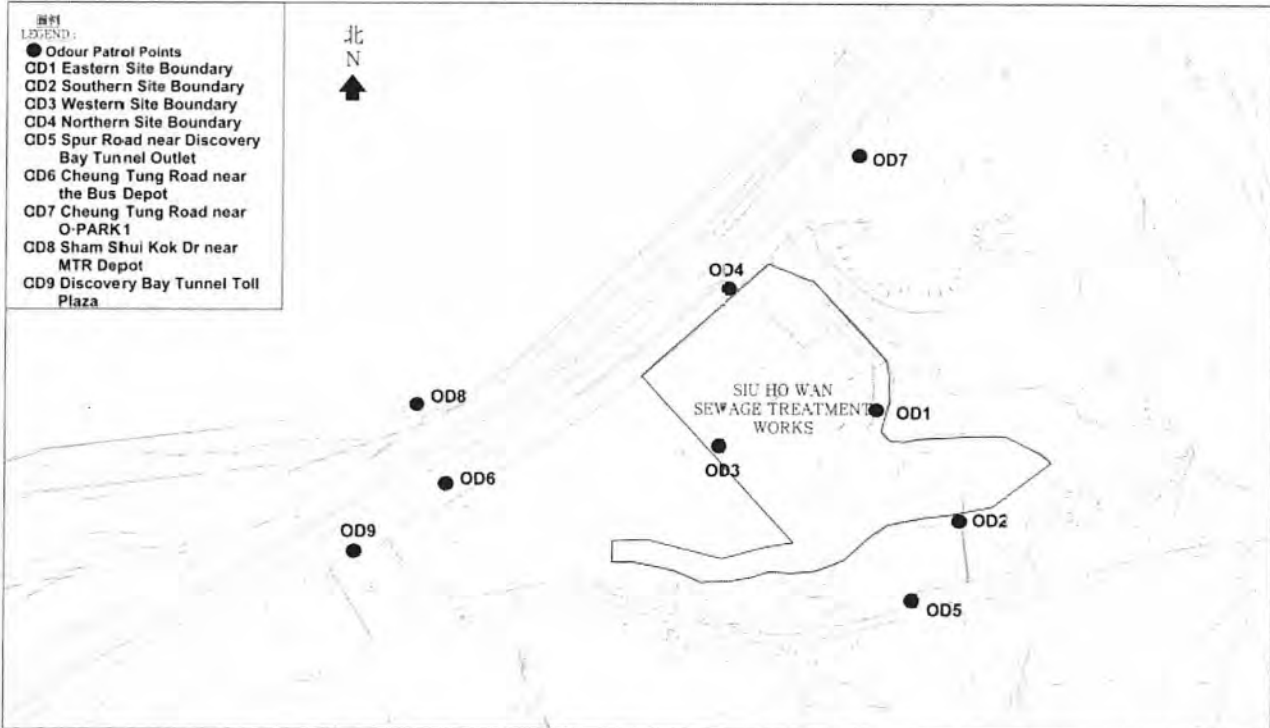 圖例
LEGEND:
Odour Patrol Points
OD1 Eastern Site Boundary
OD2 Southern Site Boundary
OD3 Western Site Boundary
OD4 Northern Site Boundary
OD5 Spur Road near Discovery
Bay Tunnel Outlet
OD6 Cheung Tung Road near
the Bus Depot
OD7 Cheung Tung Road near
O·PARK1
OD8 Sham Shui Kok Dr near
MTR Depot
OD9 Discovery Bay Tunnel Toll
Plaza
北
N
OD7
OD4
SIU HO WAN
SEWAGE TREATMENT
WORKS
OD8
OD1
OD3
OD6
OD2
OD9
OD5